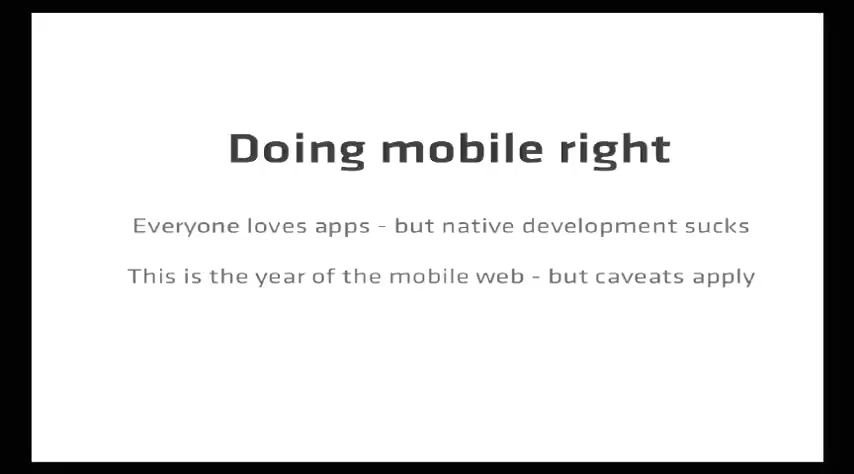 Doing mobile right
Everyone loves apps - but native development sucks
This is the year of the mobile web - but caveats apply